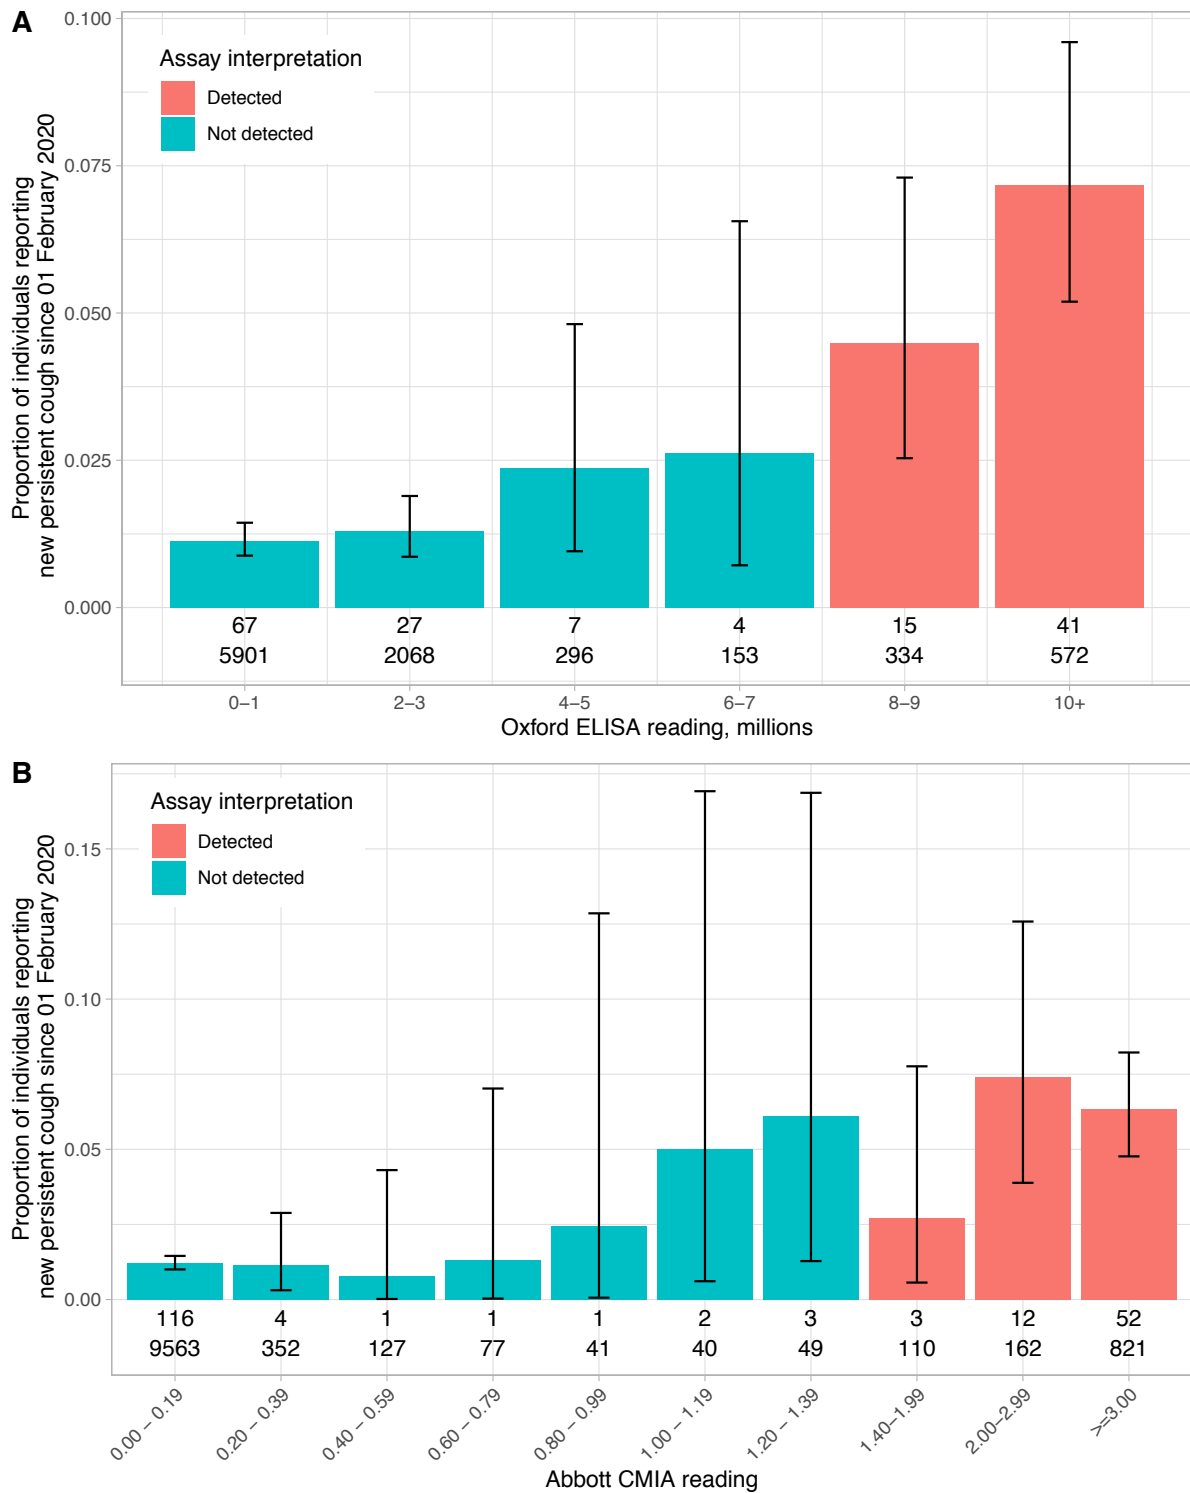 A
Assay interpretation
Detected
Not detected
Proportion of individuals reporting
new persistent cough since 01 February 2020
0.100
0.075
0.050
0.025
0.000
67 27 7 4 15 41
5901 2068 296 153 334 572
0–1 2–3 4–5 6–7 8–9 10+
Oxford ELISA reading, millions
B
Assay interpretation
Detected
Not detected
Proportion of individuals reporting
new persistent cough since 01 February 2020
0.15
0.10
0.05
0.00
116 4 1 1 1 2 3 3 12 52
9563 352 127 77 41 40 49 110 162 821
0.00 – 0.19 0.20 – 0.39 0.40 – 0.59 0.60 – 0.79 0.80 – 0.99 1.00 – 1.19 1.20 – 1.39 1.40–1.99 2.00–2.99 >=3.00
Abbott CMIA reading